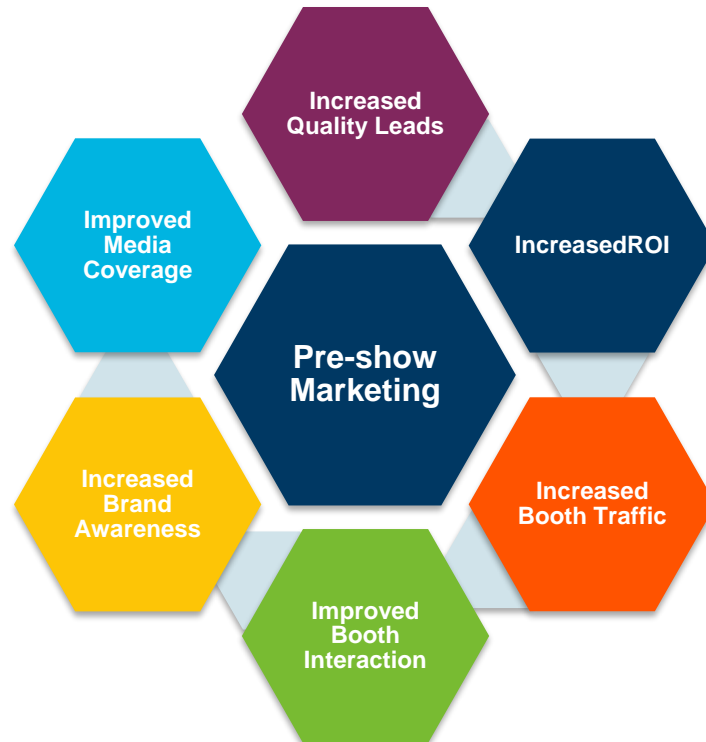 Increased
Quality Leads
IncreasedROI
Increased
Booth Traffic
Improved
Booth
Interaction
Increased
Brand
Awareness
Improved
Media
Coverage
Pre-show
Marketing